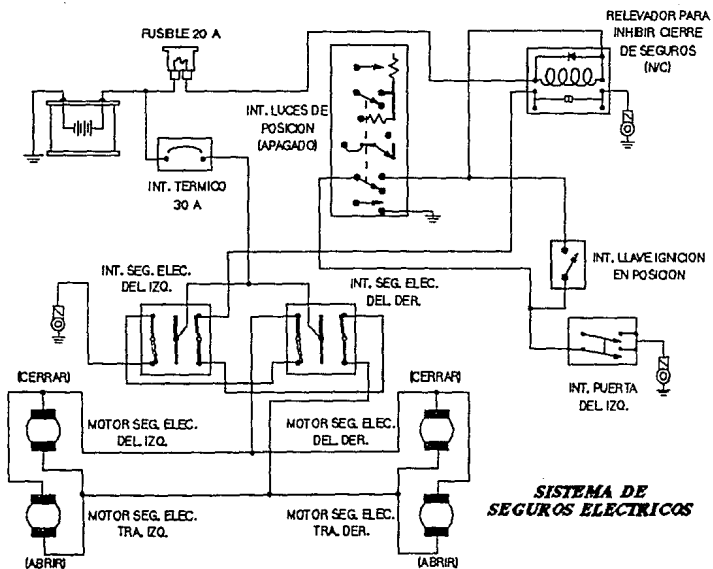 FUSIBLE 20 A
RELEVADOR PARA
INHIBIR CIERRE
DE SEGUROS
(N/C)
INT. LUCES DE
POSICION
(APAGADO)
INT. TERMICO
30 A
INT. LLAVE IGNICION
EN POSICION
INT. SEG. ELEC.
DEL. IZQ.
INT. SEG. ELEC.
DEL. DER.
INT. PUERTA
DEL. IZQ.
(CERRAR)
(CERRAR)
MOTOR SEG. ELEC.
DEL. IZQ.
MOTOR SEG. ELEC.
DEL. DER.
MOTOR SEG. ELEC.
TRA. IZQ.
MOTOR SEG. ELEC.
TRA. DER.
(ABRIR)
(ABRIR)
SISTEMA DE
SEGUROS ELECTRICOS